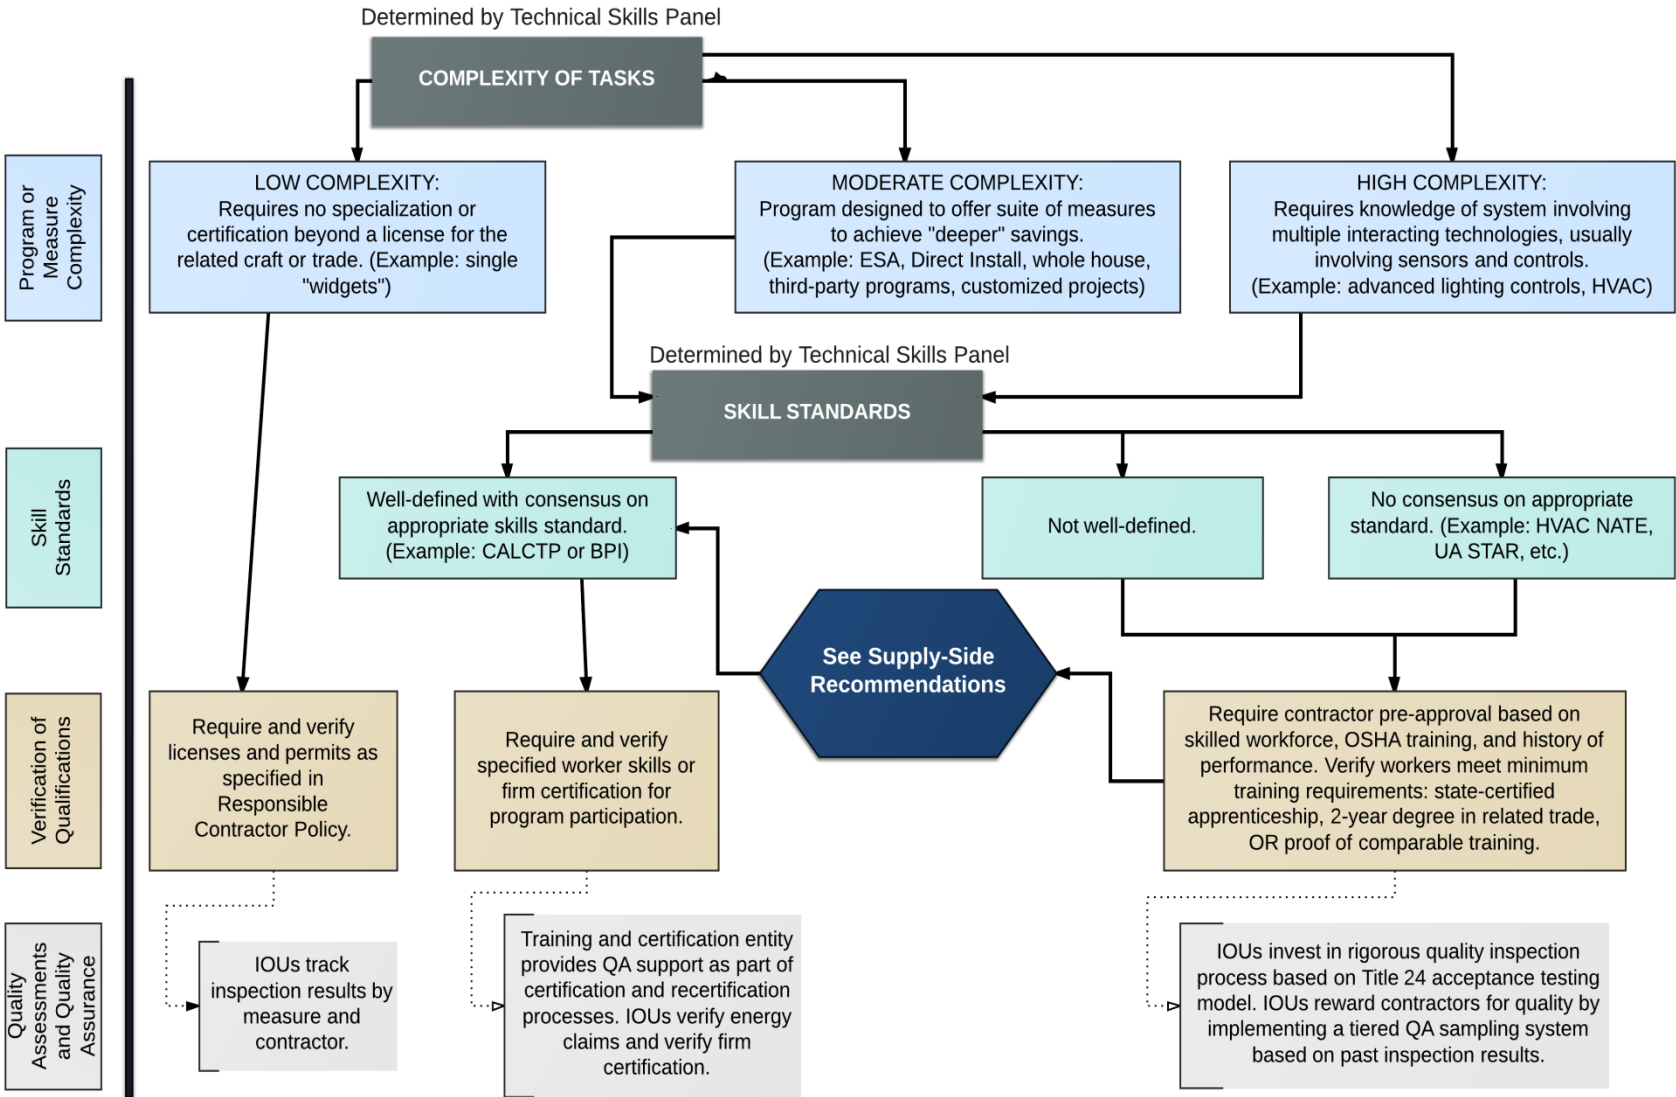 Determined by Technical Skills Panel
COMPLEXITY OF TASKS
Program or
Measure
Complexity
LOW COMPLEXITY:
Requires no specialization or
certification beyond a license for the
related craft or trade. (Example: single
"widgets")
MODERATE COMPLEXITY:
Program designed to offer suite of measures
to achieve "deeper" savings.
(Example: ESA, Direct Install, whole house,
third-party programs, customized projects)
HIGH COMPLEXITY:
Requires knowledge of system involving
multiple interacting technologies, usually
involving sensors and controls.
(Example: advanced lighting controls, HVAC)
Determined by Technical Skills Panel
SKILL STANDARDS
Skill
Standards
Well-defined with consensus on
appropriate skills standard.
(Example: CALCTP or BPI)
Not well-defined.
No consensus on appropriate
standard. (Example: HVAC NATE,
UA STAR, etc.)
See Supply-Side
Recommendations
Verification of
Qualifications
Require and verify
licenses and permits as
specified in
Responsible
Contractor Policy.
Require and verify
specified worker skills or
firm certification for
program participation.
Require contractor pre-approval based on
skilled workforce, OSHA training, and history of
performance. Verify workers meet minimum
training requirements: state-certified
apprenticeship, 2-year degree in related trade,
OR proof of comparable training.
Quality
Assessments
and Quality
Assurance
IOUs track
inspection results by
measure and
contractor.
Training and certification entity
provides QA support as part of
certification and recertification
processes. IOUs verify energy
claims and verify firm
certification.
IOUs invest in rigorous quality inspection
process based on Title 24 acceptance testing
model. IOUs reward contractors for quality by
implementing a tiered QA sampling system
based on past inspection results.